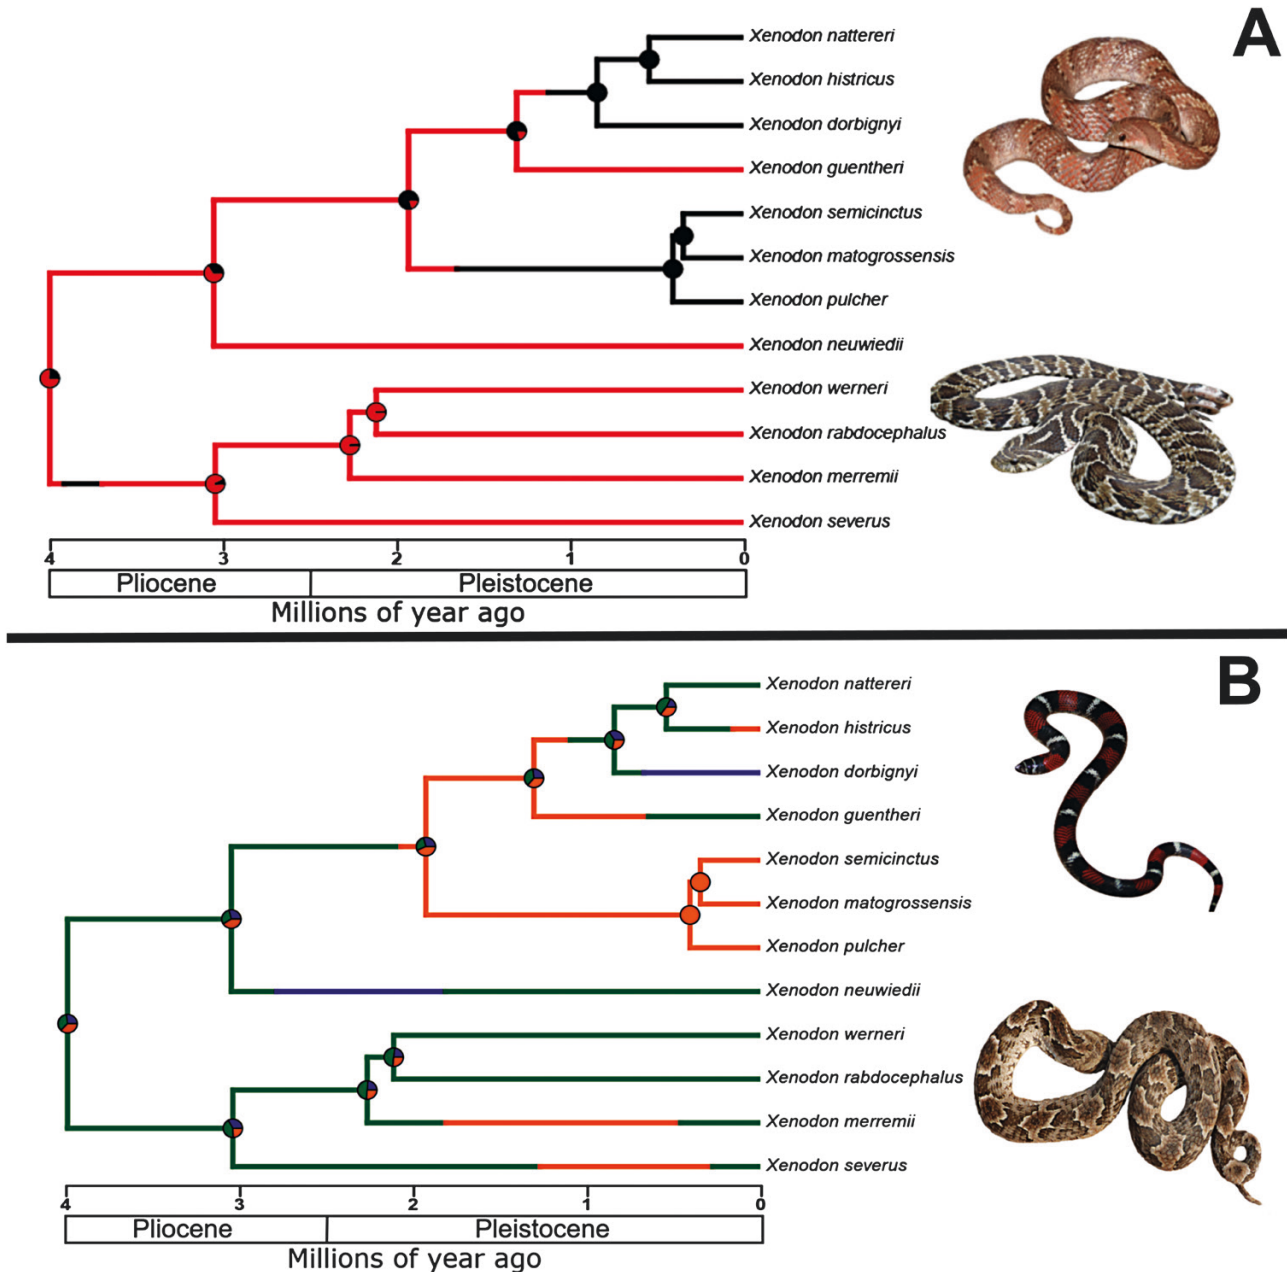 A
Xenodon nattereri
Xenodon histricus
Xenodon dorbignyi
Xenodon guentheri
Xenodon semicinctus
Xenodon matogrossensis
Xenodon pulcher
Xenodon neuwiedii
Xenodon werneri
Xenodon rabdocephalus
Xenodon merremii
Xenodon severus
4 3 2 1 0
Pliocene Pleistocene
Millions of year ago
B
Xenodon nattereri
Xenodon histricus
Xenodon dorbignyi
Xenodon guentheri
Xenodon semicinctus
Xenodon matogrossensis
Xenodon pulcher
Xenodon neuwiedii
Xenodon werneri
Xenodon rabdocephalus
Xenodon merremii
Xenodon severus
4 3 2 1 0
Pliocene Pleistocene
Millions of year ago